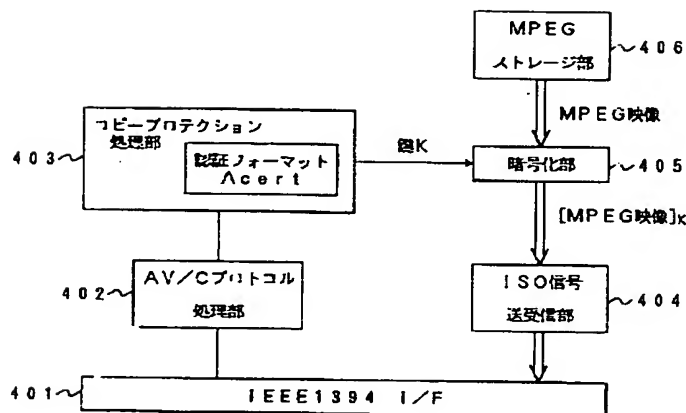 MPEG
ストレージ部
406
MPEG映像
コピープロテクション
処理部
403
認証フォーマット
Acert
鍵K
暗号化部
405
[MPEG映像]K
AV/Cプロトコル
処理部
402
ISO信号
送受信部
404
401
IEEE1394 I/F